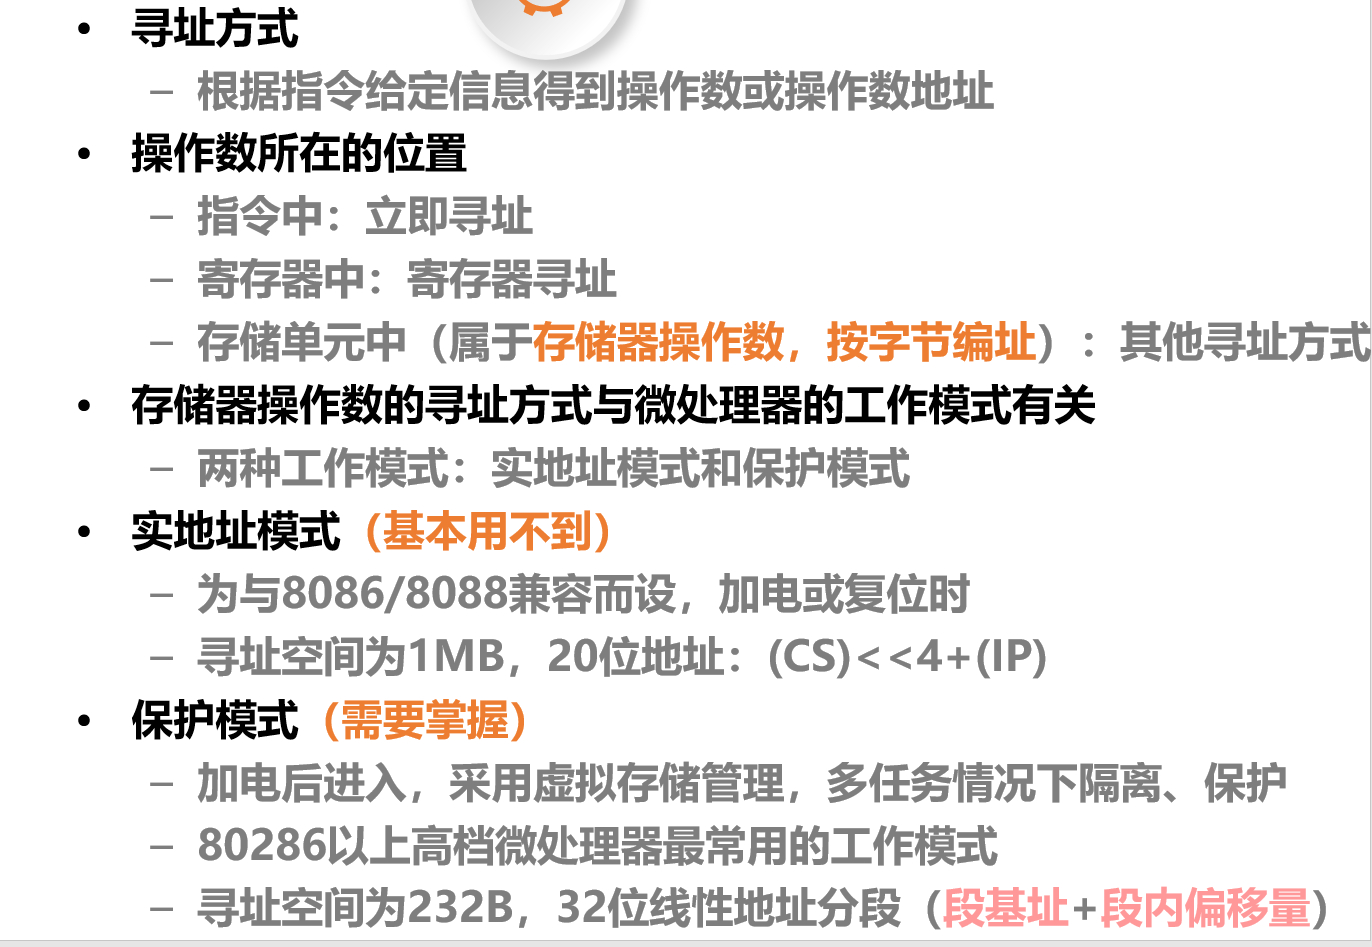 • 寻址方式
– 根据指令给定信息得到操作数或操作数地址
• 操作数所在的位置
– 指令中：立即寻址
– 寄存器中：寄存器寻址
– 存储单元中（属于存储器操作数，按字节编址）：其他寻址方式
• 存储器操作数的寻址方式与微处理器的工作模式有关
– 两种工作模式：实地址模式和保护模式
• 实地址模式（基本用不到）
– 为与8086/8088兼容而设，加电或复位时
– 寻址空间为1MB，20位地址：(CS)<<4+(IP)
• 保护模式（需要掌握）
– 加电后进入，采用虚拟存储管理，多任务情况下隔离、保护
– 80286以上高档微处理器最常用的工作模式
– 寻址空间为232B，32位线性地址分段（段基址+段内偏移量）